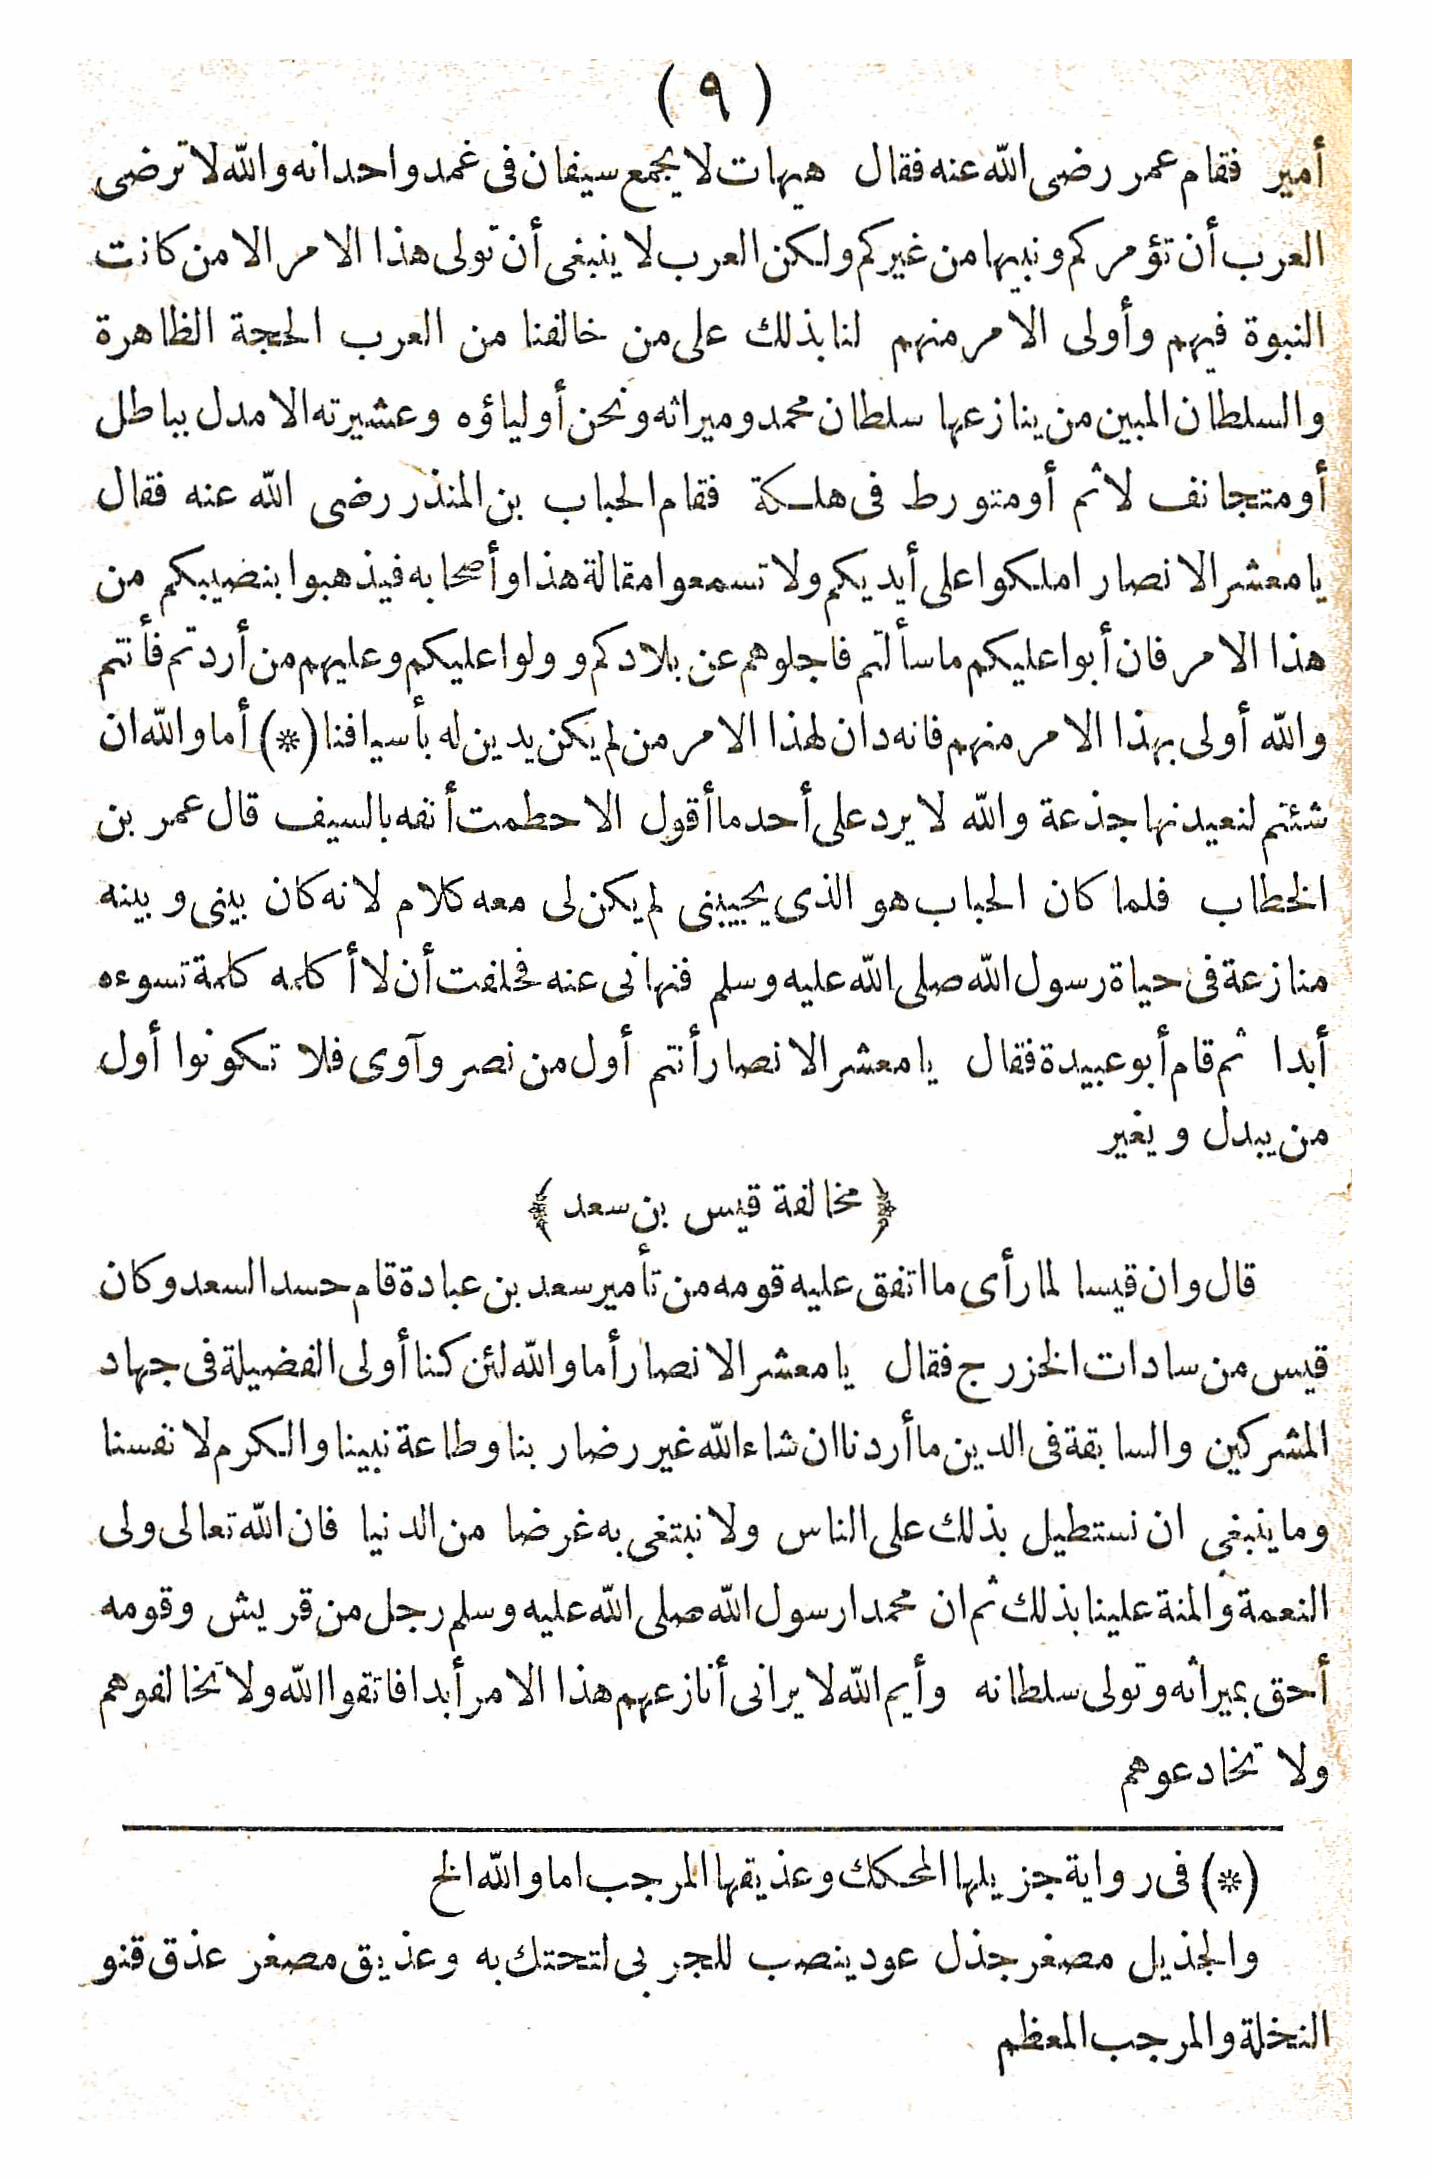 (٩)
أمير فقام عمر رضى الله عنه فقال هيهات لا يجمع سيفان فى غمد واحد انه والله لا ترضى
العرب أن تؤمركم ونبيها من غيركم ولكن العرب لا ينبغى أن تولى هذا الامر الا من كانت
النبوة فيهم وأولى الامر منهم لنا بذلك على من خالفنا من العرب الحجة الظاهرة
والسلطان المبين من ينازعها سلطان محمد وميراثه ونحن أولياؤه وعشيرته الا مدل بباطل
أو متجانف لاثم أو متورط فى هلكة فقام الحباب بن المنذر رضى الله عنه فقال
يا معشر الانصار املكوا على أيديكم ولا تسمعوا مقالة هذا وأصحابه فيذهبوا بنصيبكم من
هذا الامر فان أبوا عليكم ما سألتم فاجلوهم عن بلادكم وولوا عليكم وعليهم من أردتم فأنتم
والله أولى بهذا الامر منهم فانه دان لهذا الامر من لم يكن يدين له بأسيافنا (*) أما والله ان
شئتم لنعيدنها جذعة والله لا يرد على أحد ما أقول الا حطمت أنفه بالسيف قال عمر بن
الخطاب فلما كان الحباب هو الذى يجيبنى لم يكن لى معه كلام لانه كان بينى وبينه
منازعة فى حياة رسول الله صلى الله عليه وسلم فنهانى عنه فحلفت أن لا أكلمه كلمة تسوءه
أبدا ثم قام أبو عبيدة فقال يا معشر الانصار أنتم أول من نصر وآوى فلا تكونوا أول
من يبدل ويغير
﴿ مخالفة قيس بن سعد ﴾
قال وان قيسا لما رأى ما اتفق عليه قومه من تأمير سعد بن عبادة قام حسدا لسعد وكان
قيس من سادات الخزرج فقال يا معشر الانصار أما والله لئن كنا أولى الفضيلة فى جهاد
المشركين والسابقة فى الدين ما أردنا ان شاء الله غير رضا ربنا وطاعة نبينا والكرم لانفسنا
وما ينبغى ان نستطيل بذلك على الناس ولا نبتغى به غرضا من الدنيا فان الله تعالى ولى
النعمة والمنة علينا بذلك ثم ان محمدا رسول الله صلى الله عليه وسلم رجل من قريش وقومه
أحق بميراثه وتولى سلطانه وأيم الله لا يرانى أنازعهم هذا الامر أبدا فاتقوا الله ولا تخالفوهم
ولا تخادعوهم
(*) فى رواية جزيلها المحكك وعذيقها المرجب اما والله الخ
والجذيل مصغر جذل عود ينصب للجربى لتحتك به وعذيق مصغر عذق قنو
النخلة والمرجب المعظم